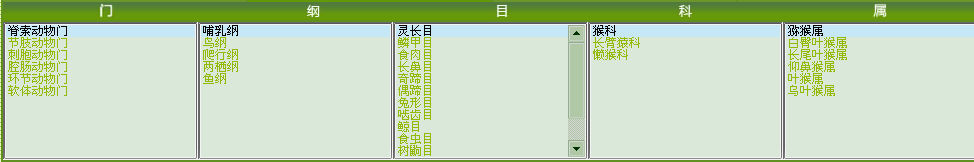 门 纲 目 科 属
脊索动物门
节肢动物门
刺胞动物门
腔肠动物门
环节动物门
软体动物门
哺乳纲
鸟纲
爬行纲
两栖纲
鱼纲
灵长目
鳞甲目
食肉目
长鼻目
奇蹄目
偶蹄目
兔形目
啮齿目
鲸目
食虫目
树鼩目
猴科
长臂猿科
懒猴科
猕猴属
白臀叶猴属
长尾叶猴属
仰鼻猴属
叶猴属
乌叶猴属